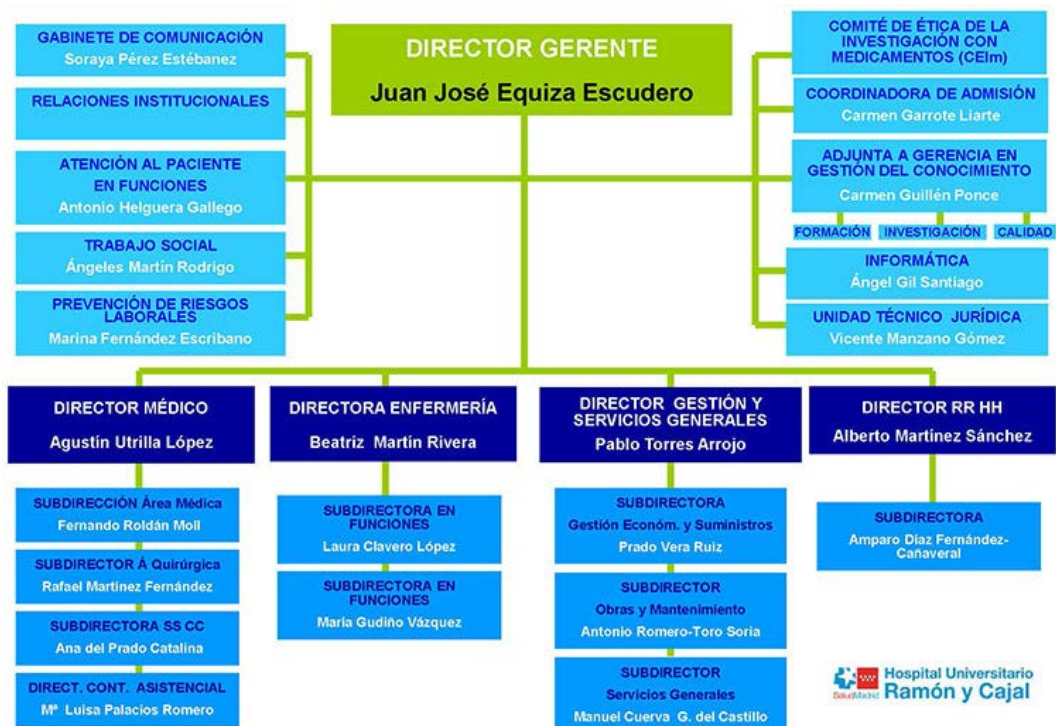 GABINETE DE COMUNICACIÓN
Soraya Pérez Estébanez
RELACIONES INSTITUCIONALES
ATENCIÓN AL PACIENTE
EN FUNCIONES
Antonio Helguera Gallego
TRABAJO SOCIAL
Ángeles Martín Rodrigo
PREVENCIÓN DE RIESGOS
LABORALES
Marina Fernández Escribano
DIRECTOR GERENTE
Juan José Equiza Escudero
COMITÉ DE ÉTICA DE LA
INVESTIGACIÓN CON
MEDICAMENTOS (CEIm)
COORDINADORA DE ADMISIÓN
Carmen Garrote Liarte
ADJUNTA A GERENCIA EN
GESTIÓN DEL CONOCIMIENTO
Carmen Guillén Ponce
FORMACIÓN INVESTIGACIÓN CALIDAD
INFORMÁTICA
Ángel Gil Santiago
UNIDAD TÉCNICO JURÍDICA
Vicente Manzano Gómez
DIRECTOR MÉDICO
Agustín Utrilla López
SUBDIRECCIÓN Área Médica
Fernando Roldán Moll
SUBDIRECTOR Á Quirúrgica
Rafael Martínez Fernández
SUBDIRECTORA SS CC
Ana del Prado Catalina
DIRECT. CONT. ASISTENCIAL
Mª Luisa Palacios Romero
DIRECTORA ENFERMERÍA
Beatriz Martín Rivera
SUBDIRECTORA EN
FUNCIONES
Laura Clavero López
SUBDIRECTORA EN
FUNCIONES
María Gudiño Vázquez
DIRECTOR GESTIÓN Y
SERVICIOS GENERALES
Pablo Torres Arrojo
SUBDIRECTORA
Gestión Económ. y Suministros
Prado Vera Ruiz
SUBDIRECTOR
Obras y Mantenimiento
Antonio Romero-Toro Soria
SUBDIRECTOR
Servicios Generales
Manuel Cuerva G. del Castillo
DIRECTOR RR HH
Alberto Martínez Sánchez
SUBDIRECTORA
Amparo Díaz Fernández-
Cañaveral
SaludMadrid
Hospital Universitario
Ramón y Cajal